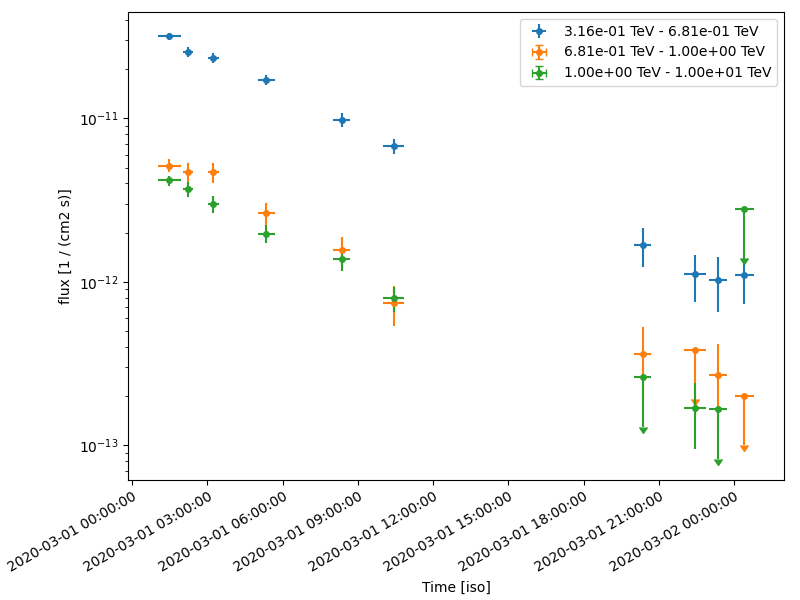 3.16e-01 TeV - 6.81e-01 TeV
6.81e-01 TeV - 1.00e+00 TeV
1.00e+00 TeV - 1.00e+01 TeV
flux [1 / (cm2 s)]
10⁻¹¹
10⁻¹²
10⁻¹³
2020-03-01 00:00:00
2020-03-01 03:00:00
2020-03-01 06:00:00
2020-03-01 09:00:00
2020-03-01 12:00:00
2020-03-01 15:00:00
2020-03-01 18:00:00
2020-03-01 21:00:00
2020-03-02 00:00:00
Time [iso]